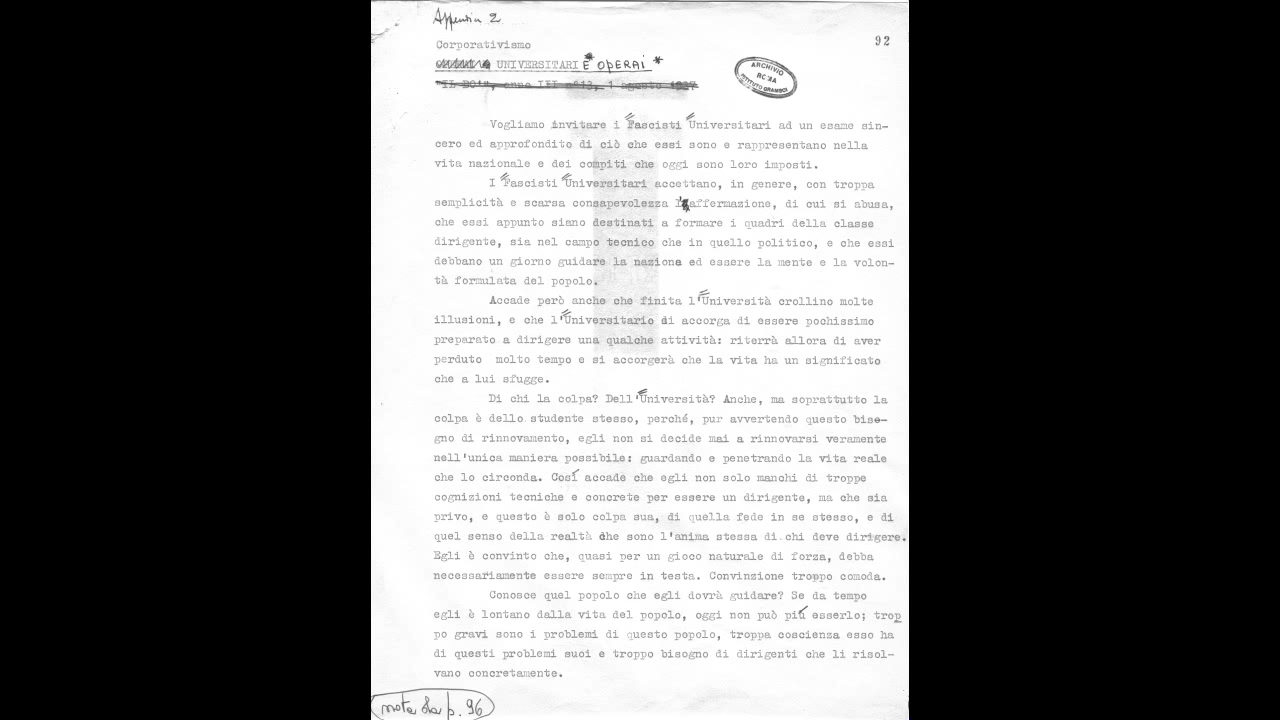 Appendice 2
92
Corporativismo
UNIVERSITARI E* OPERAI *
"IL BO'", anno III n°13, 1 agosto 1937
ARCHIVIO
ROMA
ISTITUTO GRAMSCI
Vogliamo invitare i Fascisti Universitari ad un esame sin-
cero ed approfondito di ciò che essi sono e rappresentano nella
vita nazionale e dei compiti che oggi sono loro imposti.
I Fascisti Universitari accettano, in genere, con troppa
semplicità e scarsa consapevolezza l'affermazione, di cui si abusa,
che essi appunto siano destinati a formare i quadri della classe
dirigente, sia nel campo tecnico che in quello politico, e che essi
debbano un giorno guidare la nazione ed essere la mente e la volon-
tà formulata del popolo.
Accade però anche che finita l'Università crollino molte
illusioni, e che l'Universitario di accorga di essere pochissimo
preparato a dirigere una qualche attività: riterrà allora di aver
perduto molto tempo e si accorgerà che la vita ha un significato
che a lui sfugge.
Di chi la colpa? Dell'Università? Anche, ma soprattutto la
colpa è dello studente stesso, perché, pur avvertendo questo biso-
gno di rinnovamento, egli non si decide mai a rinnovarsi veramente
nell'unica maniera possibile: guardando e penetrando la vita reale
che lo circonda. Così accade che egli non solo manchi di troppe
cognizioni tecniche e concrete per essere un dirigente, ma che sia
privo, e questo è solo colpa sua, di quella fede in se stesso, e di
quel senso della realtà che sono l'anima stessa di chi deve dirigere.
Egli è convinto che, quasi per un gioco naturale di forza, debba
necessariamente essere sempre in testa. Convinzione troppo comoda.
Conosce quel popolo che egli dovrà guidare? Se da tempo
egli è lontano dalla vita del popolo, oggi non può più esserlo; trop
po gravi sono i problemi di questo popolo, troppa coscienza esso ha
di questi problemi suoi e troppo bisogno di dirigenti che li risol-
vano concretamente.
nota da p. 96